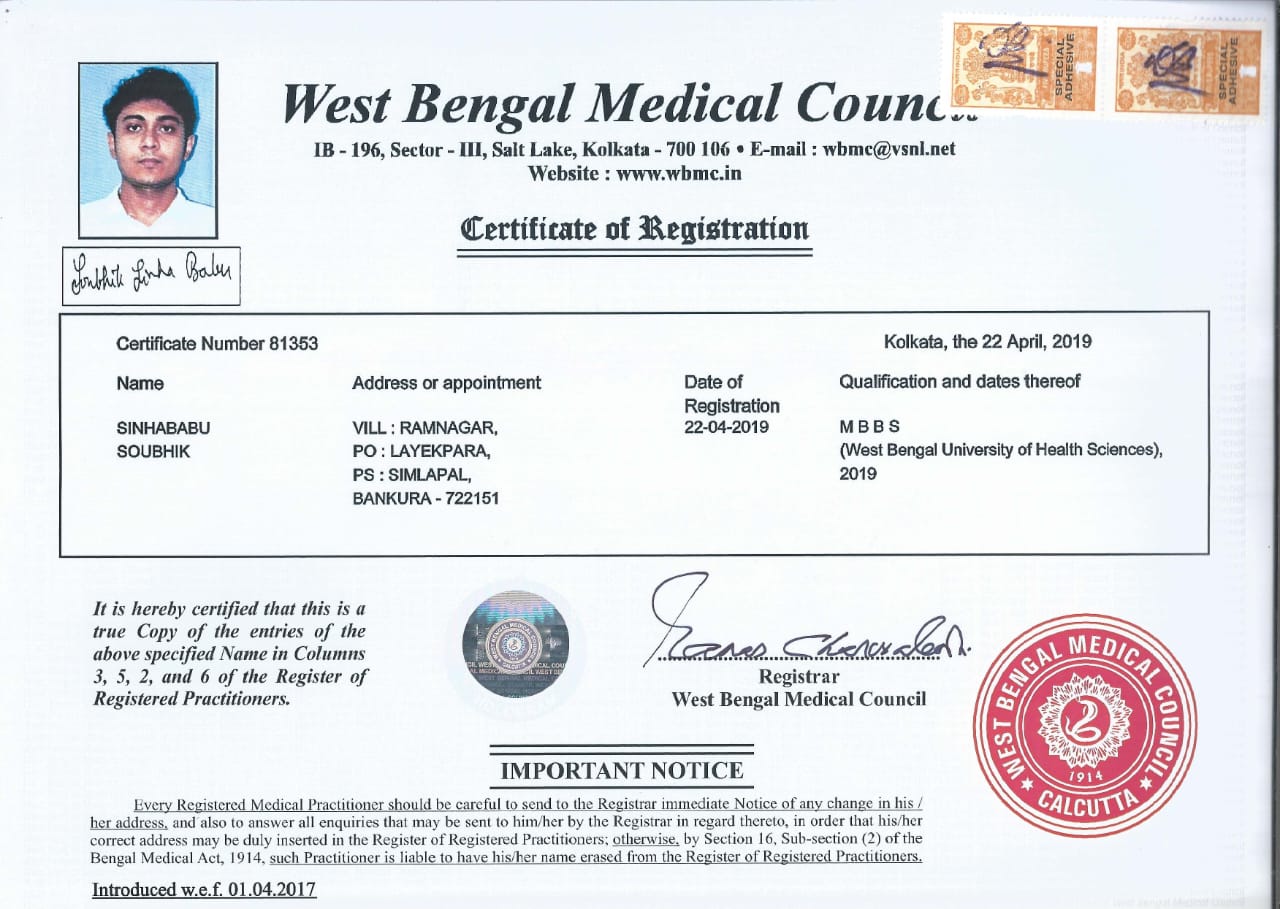 West Bengal Medical Council
IB - 196, Sector - III, Salt Lake, Kolkata - 700 106 • E-mail : wbmc@vsnl.net
Website : www.wbmc.in
SPECIAL ADHESIVE
SPECIAL ADHESIVE
Certificate of Registration
Soubhik Sinha Babu
Certificate Number 81353
Kolkata, the 22 April, 2019
Name
Address or appointment
Date of
Registration
Qualification and dates thereof
SINHABABU
SOUBHIK
VILL : RAMNAGAR,
PO : LAYEKPARA,
PS : SIMLAPAL,
BANKURA - 722151
22-04-2019
M B B S
(West Bengal University of Health Sciences),
2019
It is hereby certified that this is a
true Copy of the entries of the
above specified Name in Columns
3, 5, 2, and 6 of the Register of
Registered Practitioners.
WEST BENGAL MEDICAL COUNCIL
CALCUTTA
Registrar
West Bengal Medical Council
WEST BENGAL MEDICAL COUNCIL
1914
CALCUTTA
IMPORTANT NOTICE
Every Registered Medical Practitioner should be careful to send to the Registrar immediate Notice of any change in his /
her address, and also to answer all enquiries that may be sent to him/her by the Registrar in regard thereto, in order that his/her
correct address may be duly inserted in the Register of Registered Practitioners; otherwise, by Section 16, Sub-section (2) of the
Bengal Medical Act, 1914, such Practitioner is liable to have his/her name erased from the Register of Registered Practitioners.
Introduced w.e.f. 01.04.2017